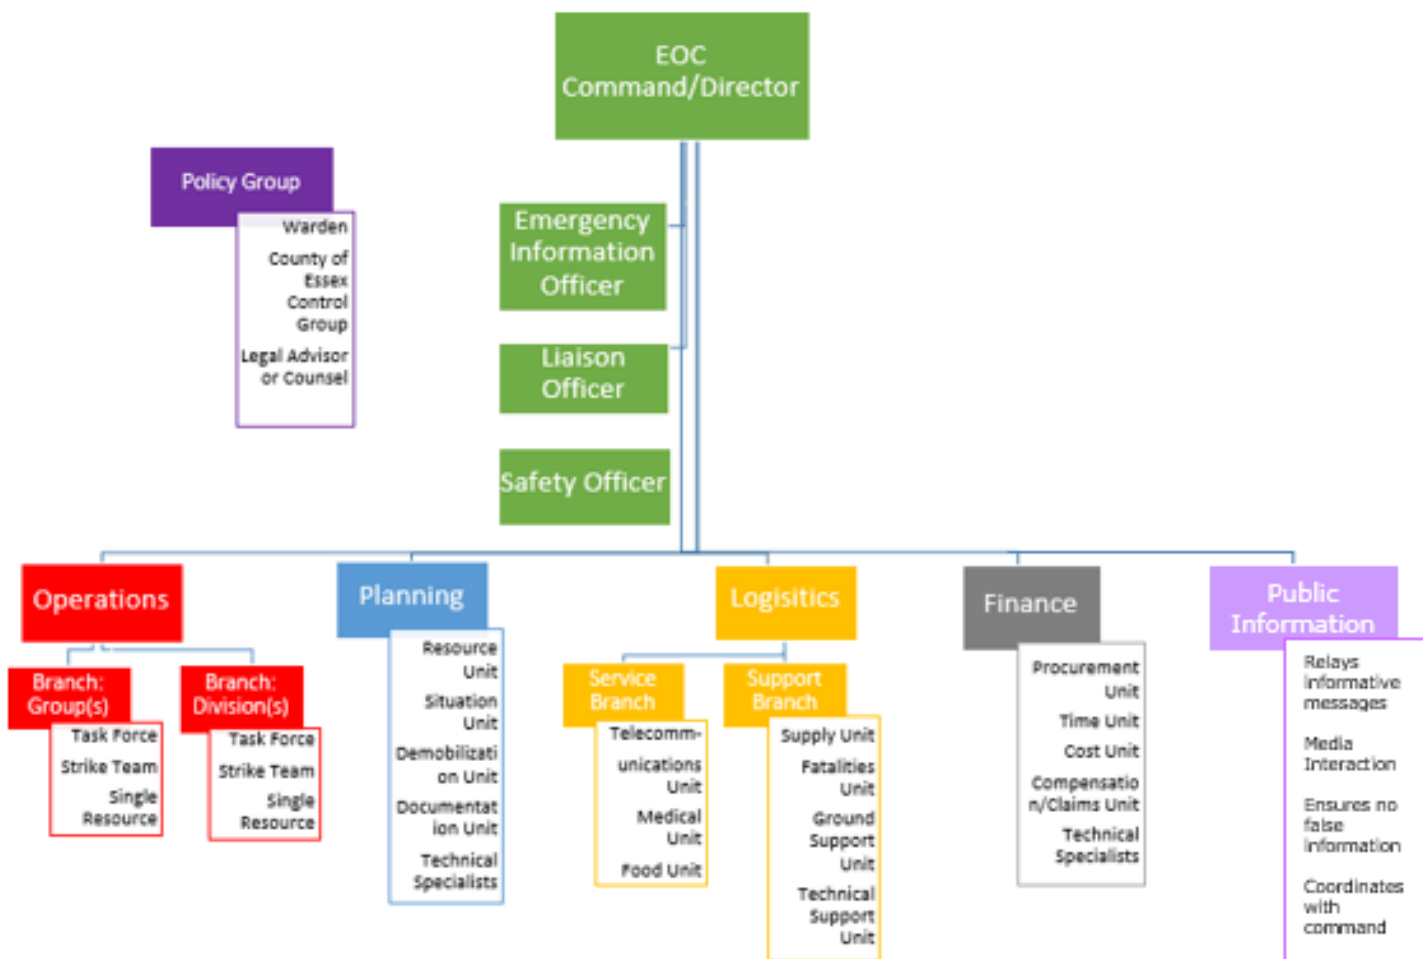 EOC
Command/Director
Policy Group
Warden
County of
Essex
Control
Group
Legal Advisor
or Counsel
Emergency
Information
Officer
Liaison
Officer
Safety Officer
Operations
Branch:
Group(s)
Task Force
Strike Team
Single
Resource
Branch:
Division(s)
Task Force
Strike Team
Single
Resource
Planning
Resource
Unit
Situation
Unit
Demobilizati
on Unit
Documentat
ion Unit
Technical
Specialists
Logisitics
Service
Branch
Telecomm-
unications
Unit
Medical
Unit
Food Unit
Support
Branch
Supply Unit
Fatalities
Unit
Ground
Support
Unit
Technical
Support
Unit
Finance
Procurement
Unit
Time Unit
Cost Unit
Compensatio
n/Claims Unit
Technical
Specialists
Public
Information
Relays
informative
messages
Media
Interaction
Ensures no
false
information
Coordinates
with
command